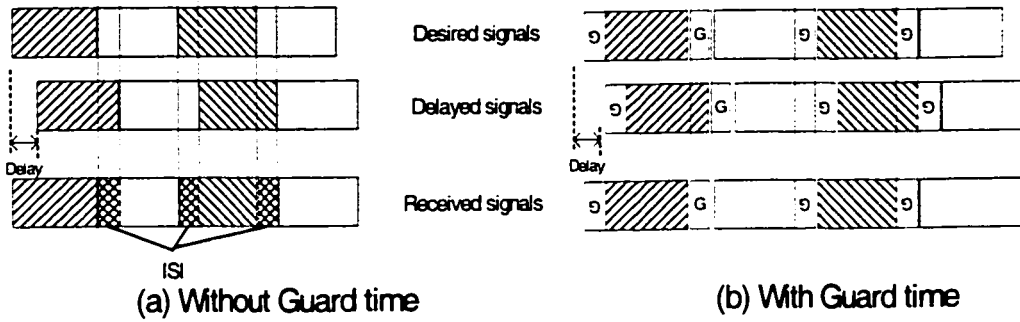 Desired signals
G G G G
Delayed signals
G G G G
Delay
Delay
Received signals
G G G G
ISI
(a) Without Guard time
(b) With Guard time